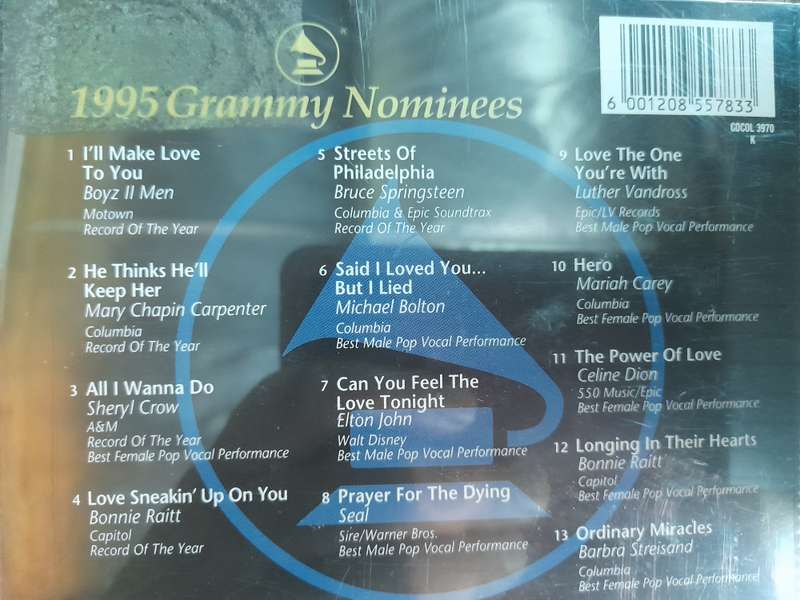 1995 Grammy Nominees
6 001208 557833
CDCOL 3970
K
1 I'll Make Love
To You
Boyz II Men
Motown
Record Of The Year
2 He Thinks He'll
Keep Her
Mary Chapin Carpenter
Columbia
Record Of The Year
3 All I Wanna Do
Sheryl Crow
A&M
Record Of The Year
Best Female Pop Vocal Performance
4 Love Sneakin' Up On You
Bonnie Raitt
Capitol
Record Of The Year
5 Streets Of
Philadelphia
Bruce Springsteen
Columbia & Epic Soundtrax
Record Of The Year
6 Said I Loved You...
But I Lied
Michael Bolton
Columbia
Best Male Pop Vocal Performance
7 Can You Feel The
Love Tonight
Elton John
Walt Disney
Best Male Pop Vocal Performance
8 Prayer For The Dying
Seal
Sire/Warner Bros.
Best Male Pop Vocal Performance
9 Love The One
You're With
Luther Vandross
Epic/LV Records
Best Male Pop Vocal Performance
10 Hero
Mariah Carey
Columbia
Best Female Pop Vocal Performance
11 The Power Of Love
Celine Dion
550 Music/Epic
Best Female Pop Vocal Performance
12 Longing In Their Hearts
Bonnie Raitt
Capitol
Best Female Pop Vocal Performance
13 Ordinary Miracles
Barbra Streisand
Columbia
Best Female Pop Vocal Performance